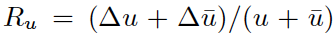 R_u = (Δu + Δū)/(u + ū)